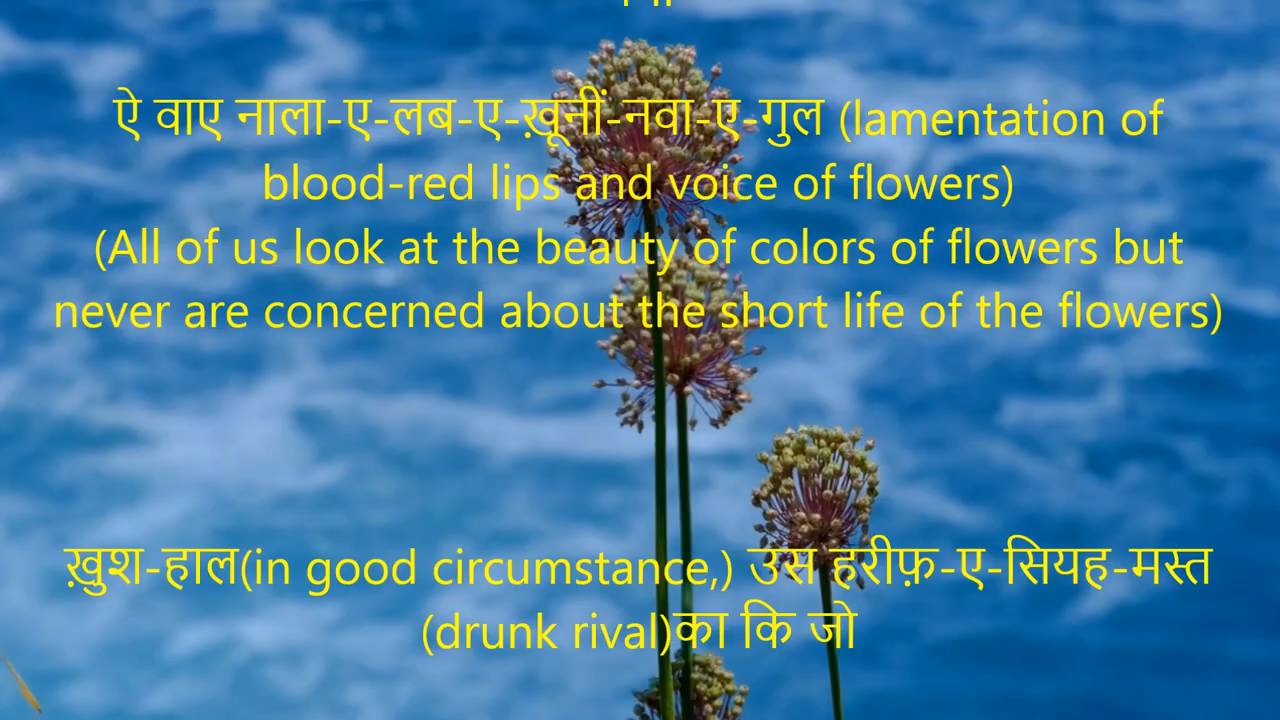 ऐ वाए नाला-ए-लब-ए-ख़ूनीं-नवा-ए-गुल (lamentation of
blood-red lips and voice of flowers)
(All of us look at the beauty of colors of flowers but
never are concerned about the short life of the flowers)
ख़ुश-हाल(in good circumstance,) उस हरीफ़-ए-सियह-मस्त
(drunk rival)का कि जो